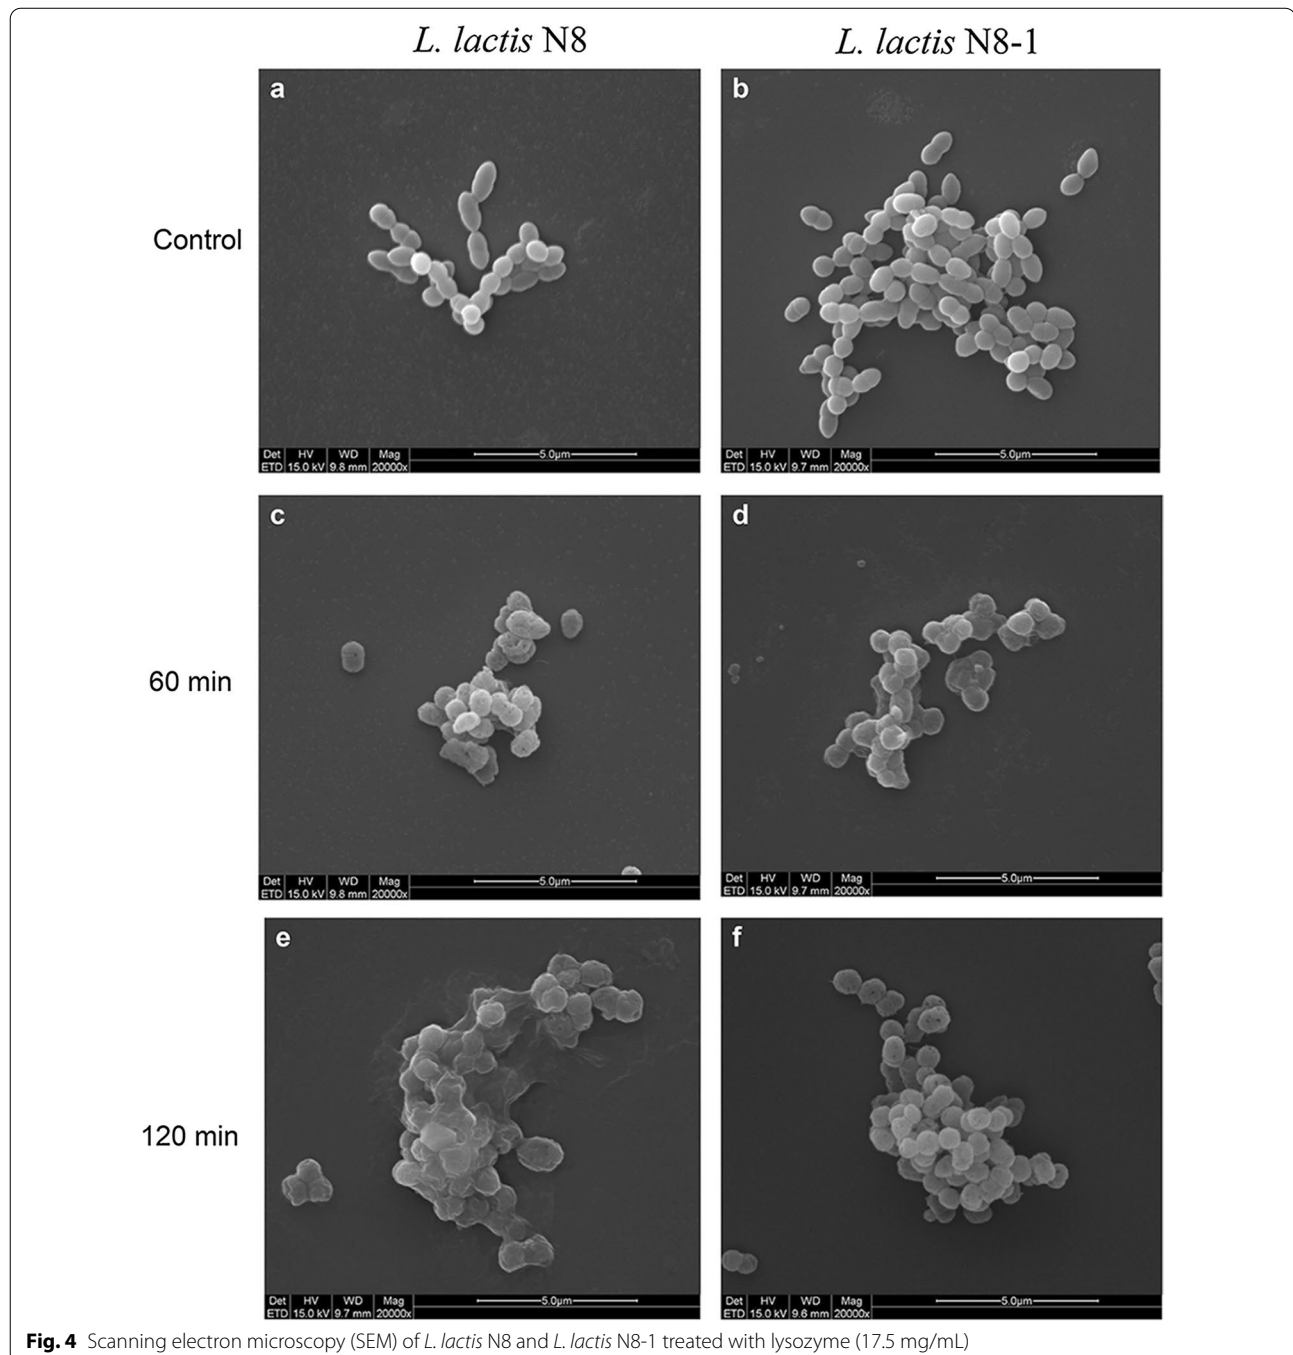 L. lactis N8
L. lactis N8-1
a
b
Control
Det HV WD Mag 5.0µm
ETD 15.0 kV 9.8 mm 20000x
Det HV WD Mag 5.0µm
ETD 15.0 kV 9.7 mm 20000x
c
d
60 min
Det HV WD Mag 5.0µm
ETD 15.0 kV 9.8 mm 20000x
Det HV WD Mag 5.0µm
ETD 15.0 kV 9.7 mm 20000x
e
f
120 min
Det HV WD Mag 5.0µm
ETD 15.0 kV 9.7 mm 20000x
Det HV WD Mag 5.0µm
ETD 15.0 kV 9.6 mm 20000x
Fig. 4 Scanning electron microscopy (SEM) of L. lactis N8 and L. lactis N8-1 treated with lysozyme (17.5 mg/mL)